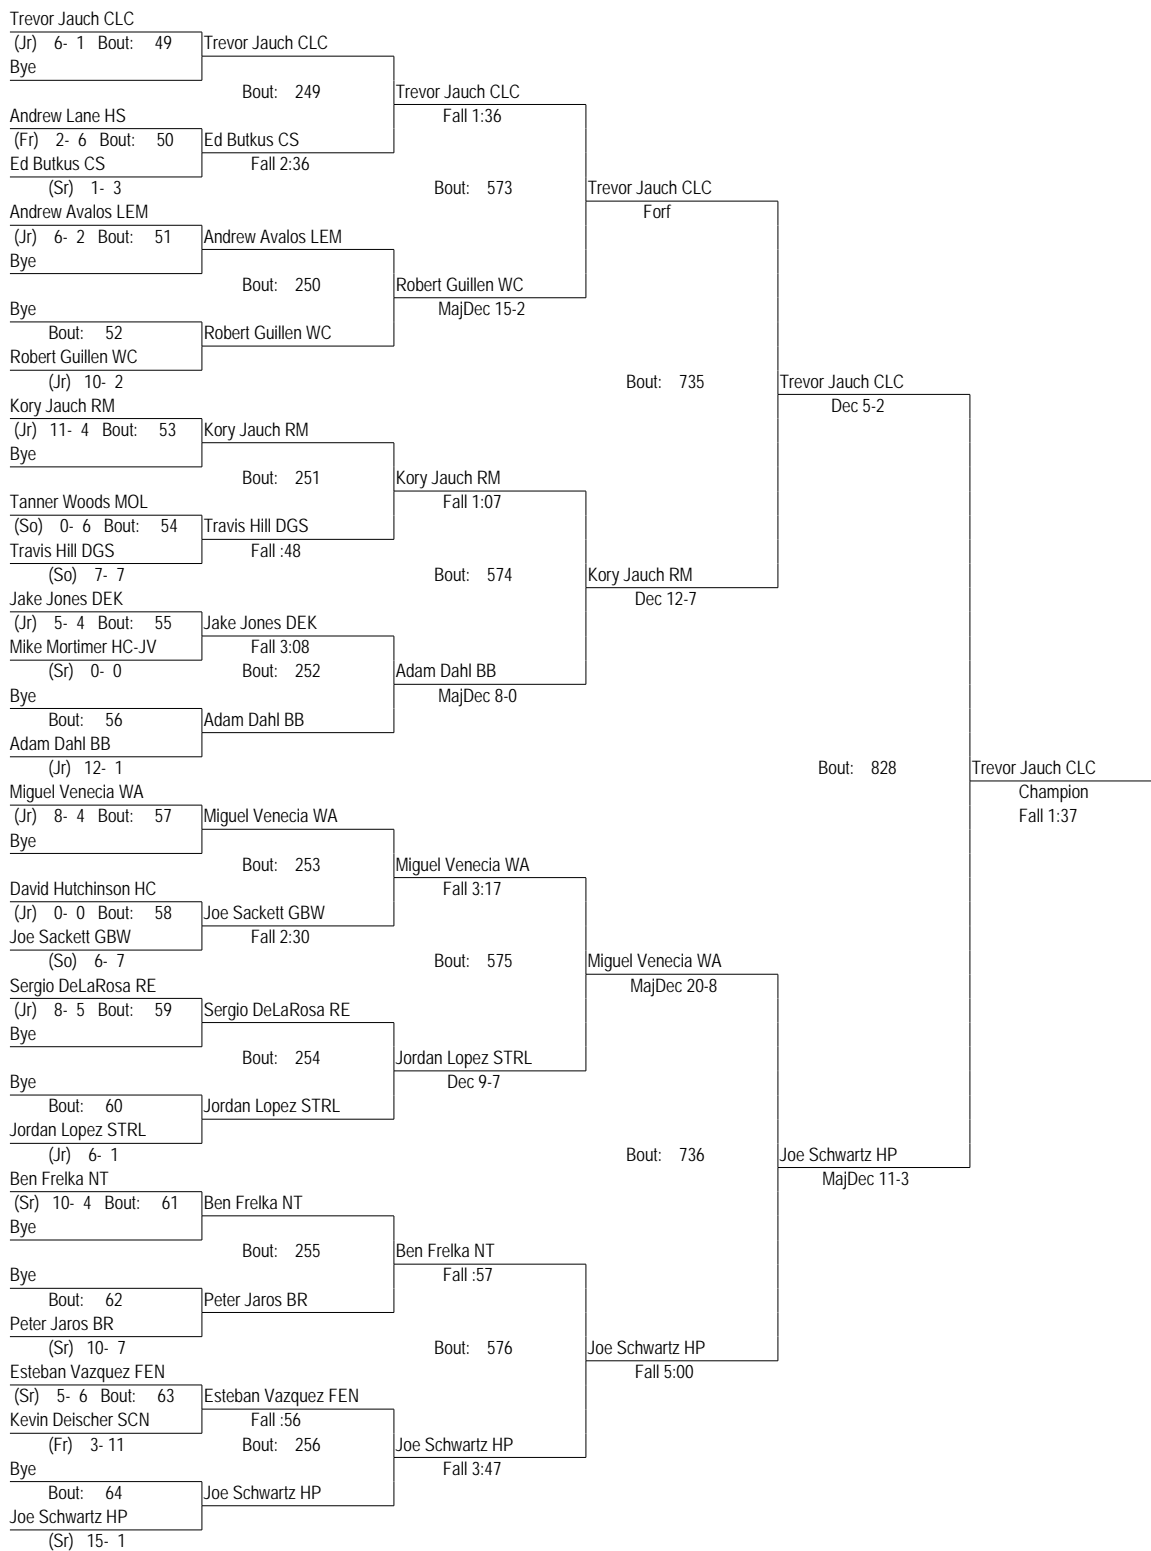 Trevor Jauch CLC
(Jr) 6- 1 Bout: 49 Trevor Jauch CLC
Bye
Bout: 249 Trevor Jauch CLC
Andrew Lane HS Fall 1:36
(Fr) 2- 6 Bout: 50 Ed Butkus CS
Ed Butkus CS Fall 2:36
(Sr) 1- 3 Bout: 573 Trevor Jauch CLC
Andrew Avalos LEM Forf
(Jr) 6- 2 Bout: 51 Andrew Avalos LEM
Bye
Bout: 250 Robert Guillen WC
Bye MajDec 15-2
Bout: 52 Robert Guillen WC
Robert Guillen WC
(Jr) 10- 2 Bout: 735 Trevor Jauch CLC
Kory Jauch RM Dec 5-2
(Jr) 11- 4 Bout: 53 Kory Jauch RM
Bye
Bout: 251 Kory Jauch RM
Tanner Woods MOL Fall 1:07
(So) 0- 6 Bout: 54 Travis Hill DGS
Travis Hill DGS Fall :48
(So) 7- 7 Bout: 574 Kory Jauch RM
Jake Jones DEK Dec 12-7
(Jr) 5- 4 Bout: 55 Jake Jones DEK
Mike Mortimer HC-JV Fall 3:08
(Sr) 0- 0 Bout: 252 Adam Dahl BB
Bye MajDec 8-0
Bout: 56 Adam Dahl BB
Adam Dahl BB
(Jr) 12- 1 Bout: 828 Trevor Jauch CLC
Miguel Venecia WA Champion
(Jr) 8- 4 Bout: 57 Miguel Venecia WA Fall 1:37
Bye
Bout: 253 Miguel Venecia WA
David Hutchinson HC Fall 3:17
(Jr) 0- 0 Bout: 58 Joe Sackett GBW
Joe Sackett GBW Fall 2:30
(So) 6- 7 Bout: 575 Miguel Venecia WA
Sergio DeLaRosa RE MajDec 20-8
(Jr) 8- 5 Bout: 59 Sergio DeLaRosa RE
Bye
Bout: 254 Jordan Lopez STRL
Bye Dec 9-7
Bout: 60 Jordan Lopez STRL
Jordan Lopez STRL
(Jr) 6- 1 Bout: 736 Joe Schwartz HP
Ben Frelka NT MajDec 11-3
(Sr) 10- 4 Bout: 61 Ben Frelka NT
Bye
Bout: 255 Ben Frelka NT
Bye Fall :57
Bout: 62 Peter Jaros BR
Peter Jaros BR
(Sr) 10- 7 Bout: 576 Joe Schwartz HP
Esteban Vazquez FEN Fall 5:00
(Sr) 5- 6 Bout: 63 Esteban Vazquez FEN
Kevin Deischer SCN Fall :56
(Fr) 3- 11 Bout: 256 Joe Schwartz HP
Bye Fall 3:47
Bout: 64 Joe Schwartz HP
Joe Schwartz HP
(Sr) 15- 1